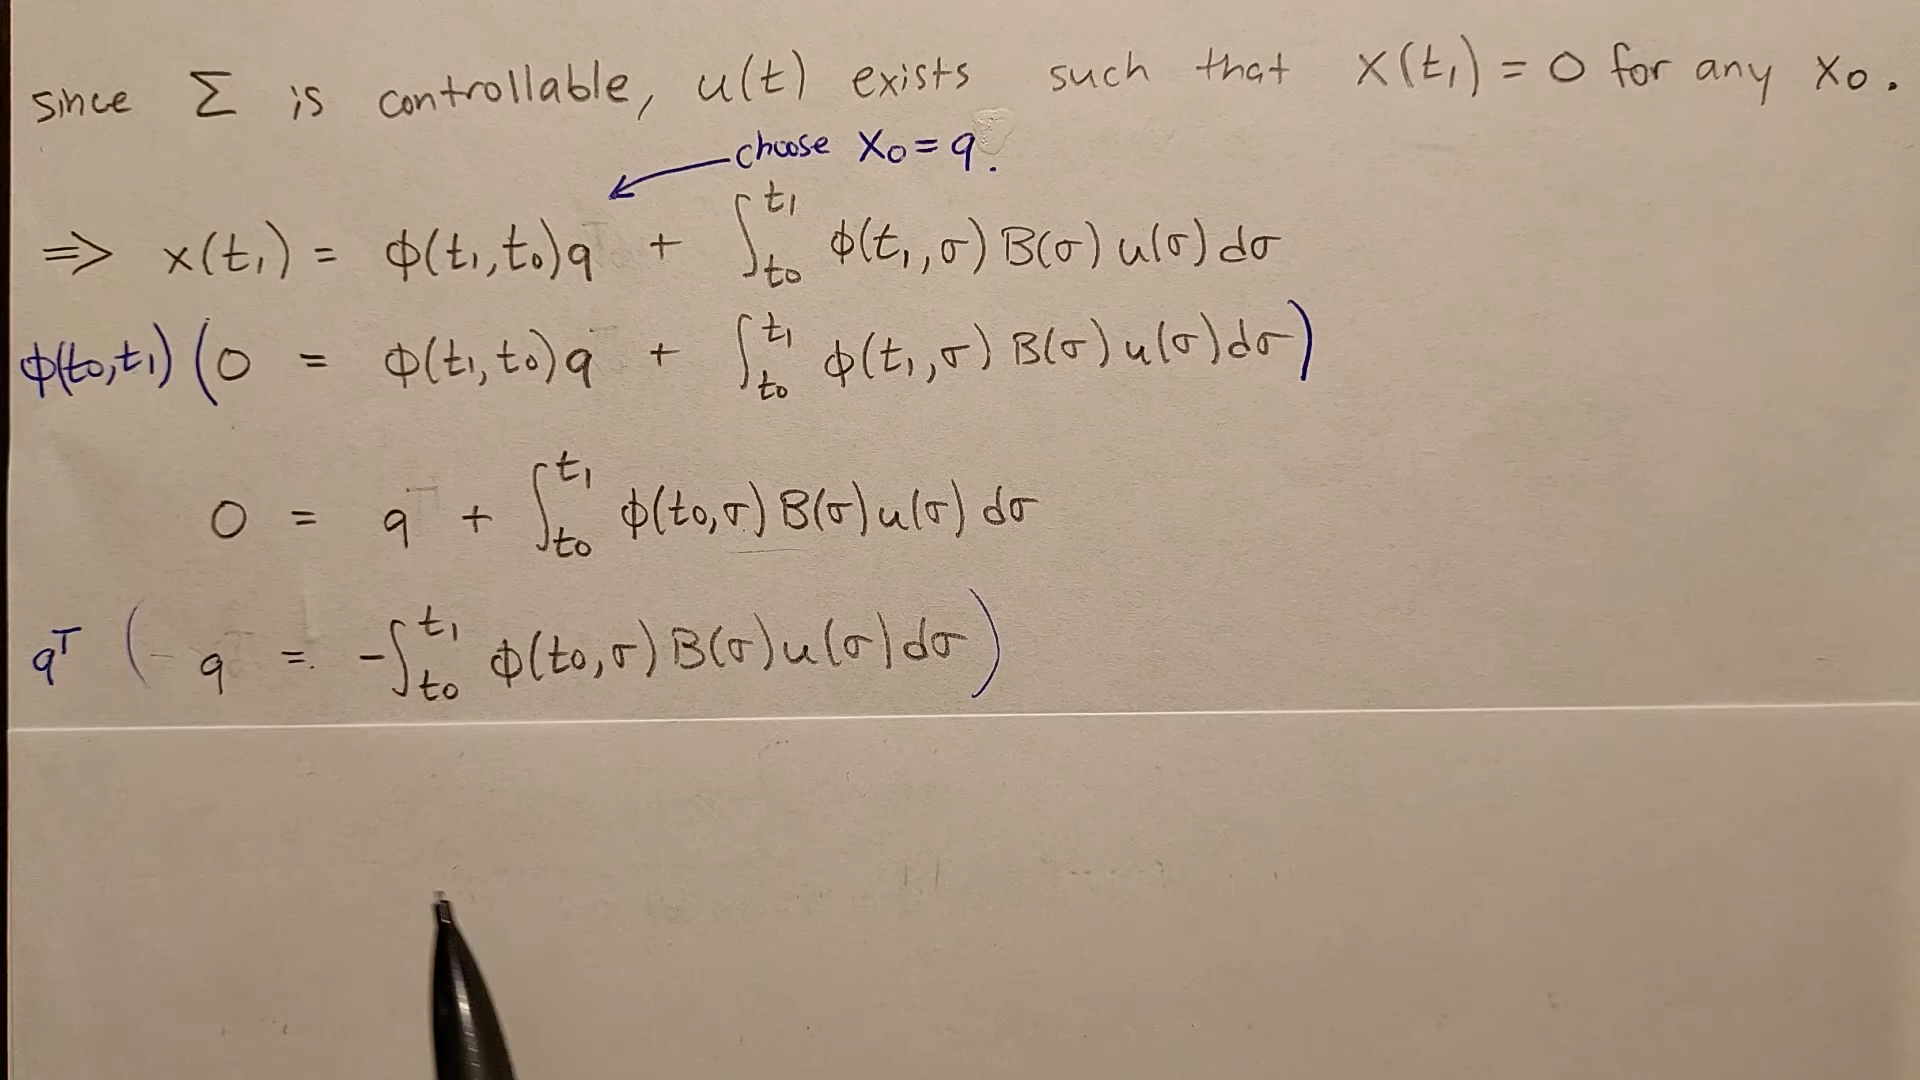 since Σ is controllable, u(t) exists such that x(t₁) = 0 for any x₀.
choose x₀ = q.
⇒ x(t₁) = ϕ(t₁,t₀)q + ∫_{t₀}^{t₁} ϕ(t₁,σ) B(σ) u(σ) dσ
ϕ(t₀,t₁) (0 = ϕ(t₁,t₀)q + ∫_{t₀}^{t₁} ϕ(t₁,σ) B(σ) u(σ) dσ)
0 = q + ∫_{t₀}^{t₁} ϕ(t₀,σ) B(σ) u(σ) dσ
qᵀ ( q = -∫_{t₀}^{t₁} ϕ(t₀,σ) B(σ) u(σ) dσ)